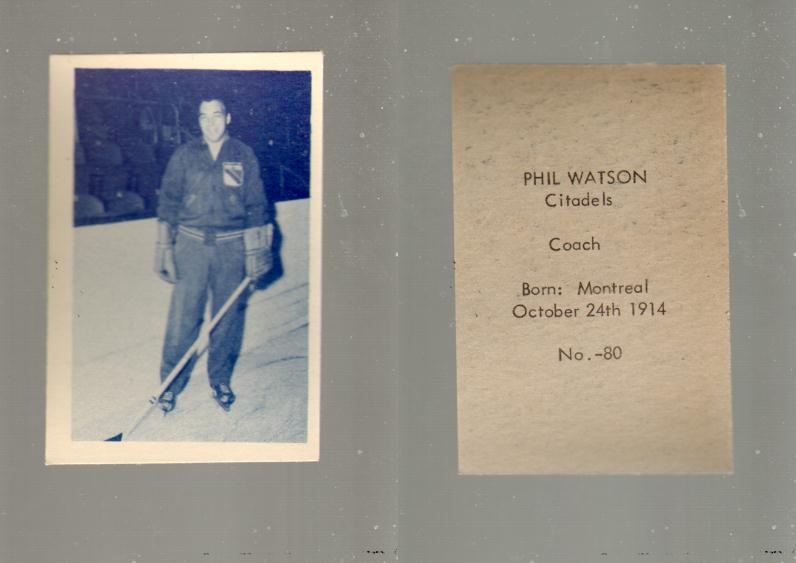 PHIL WATSON
Citadels
Coach
Born: Montreal
October 24th 1914
No.-80